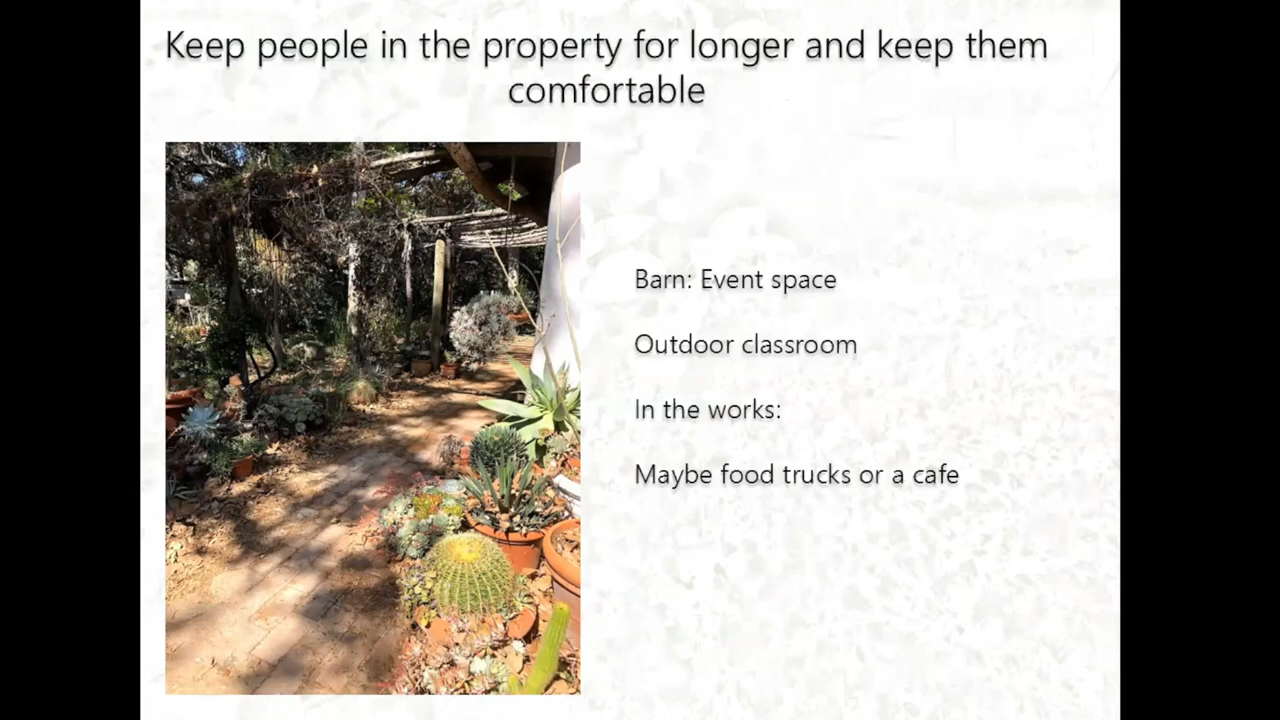 Keep people in the property for longer and keep them
comfortable
Barn: Event space
Outdoor classroom
In the works:
Maybe food trucks or a cafe